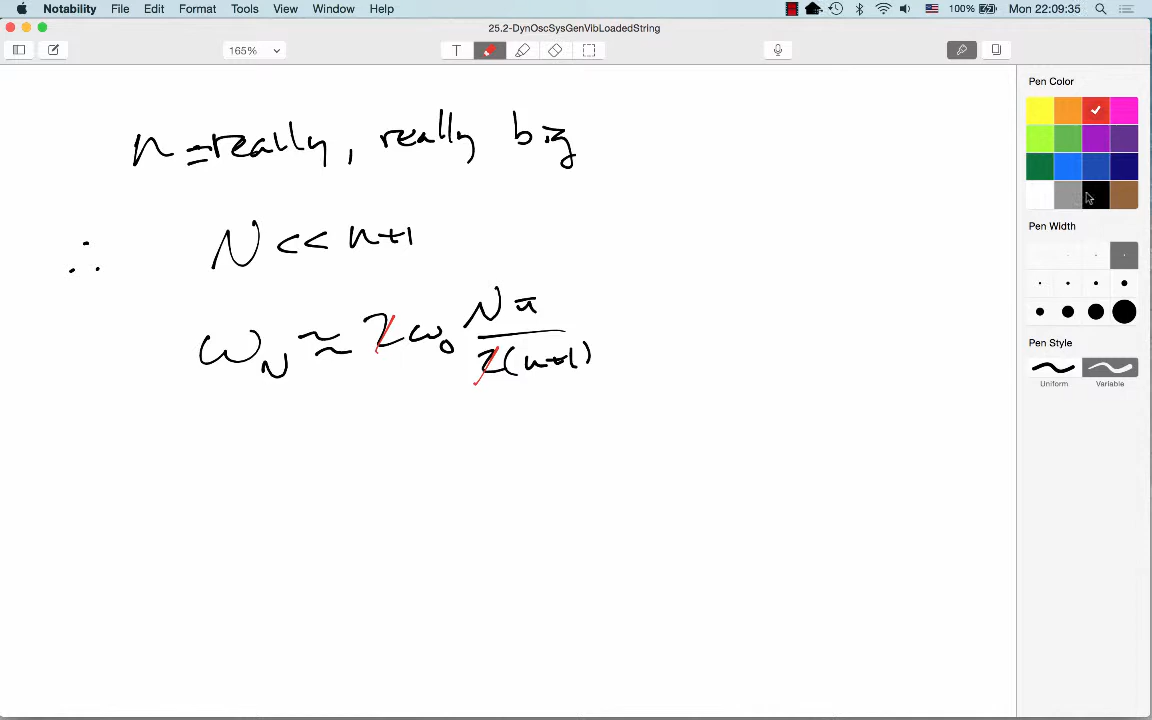 Notability File Edit Format Tools View Window Help 100% Mon 22:09:35
25.2-DynOscSysGenVibLoadedString
165% T
Pen Color
Pen Width
Pen Style
Uniform Variable
n = really, really big
∴ N << n+1
ω_N ≈ 2ω₀ Nπ / 2(n+1)